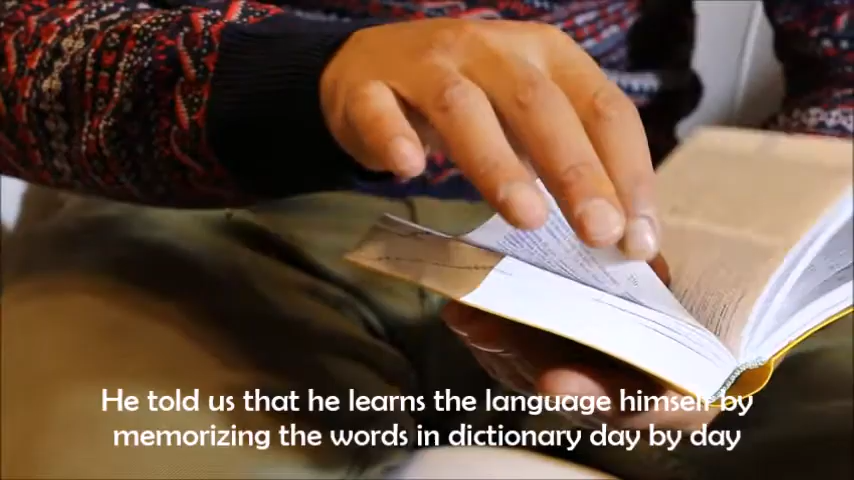 He told us that he learns the language himself by
memorizing the words in dictionary day by day